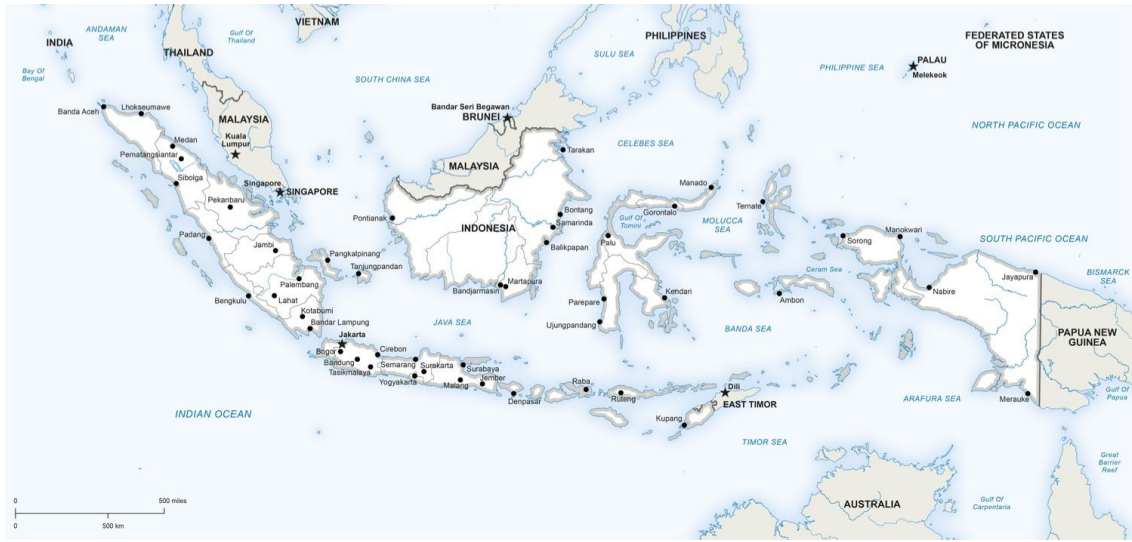 VIETNAM
ANDAMAN
SEA
Gulf Of
Thailand
INDIA
THAILAND
Bay Of
Bengal
SOUTH CHINA SEA
SULU SEA
PHILIPPINES
PHILIPPINE SEA
PALAU
Melekeok
FEDERATED STATES
OF MICRONESIA
NORTH PACIFIC OCEAN
Banda Aceh
Lhokseumawe
MALAYSIA
Kuala
Lumpur
Medan
Pematangsiantar
Sibolga
Singapore
SINGAPORE
Pekanbaru
Padang
Jambi
Pangkalpinang
Tanjungpandan
Palembang
Bengkulu
Lahat
Kotabumi
Bandar Lampung
Bandar Seri Begawan
BRUNEI
MALAYSIA
Tarakan
CELEBES SEA
Pontianak
INDONESIA
Bontang
Samarinda
Balikpapan
Bandjarmasin
Martapura
Manado
Gorontalo
Gulf Of
Tomini
Palu
MOLUCCA
SEA
Ternate
Parepare
Kendari
Ujungpandang
Sorong
Manokwari
SOUTH PACIFIC OCEAN
Ceram Sea
Ambon
Nabire
Jayapura
BISMARCK
SEA
BANDA SEA
PAPUA NEW
GUINEA
JAVA SEA
Jakarta
Bogor
Cirebon
Bandung
Semarang
Surakarta
Surabaya
Tasikmalaya
Yogyakarta
Malang
Jember
Denpasar
Raba
Ruteng
Dili
EAST TIMOR
Kupang
ARAFURA SEA
Merauke
Gulf Of
Papua
INDIAN OCEAN
TIMOR SEA
Great
Barrier
Reef
AUSTRALIA
Gulf Of
Carpentaria
0
500 miles
0
500 km